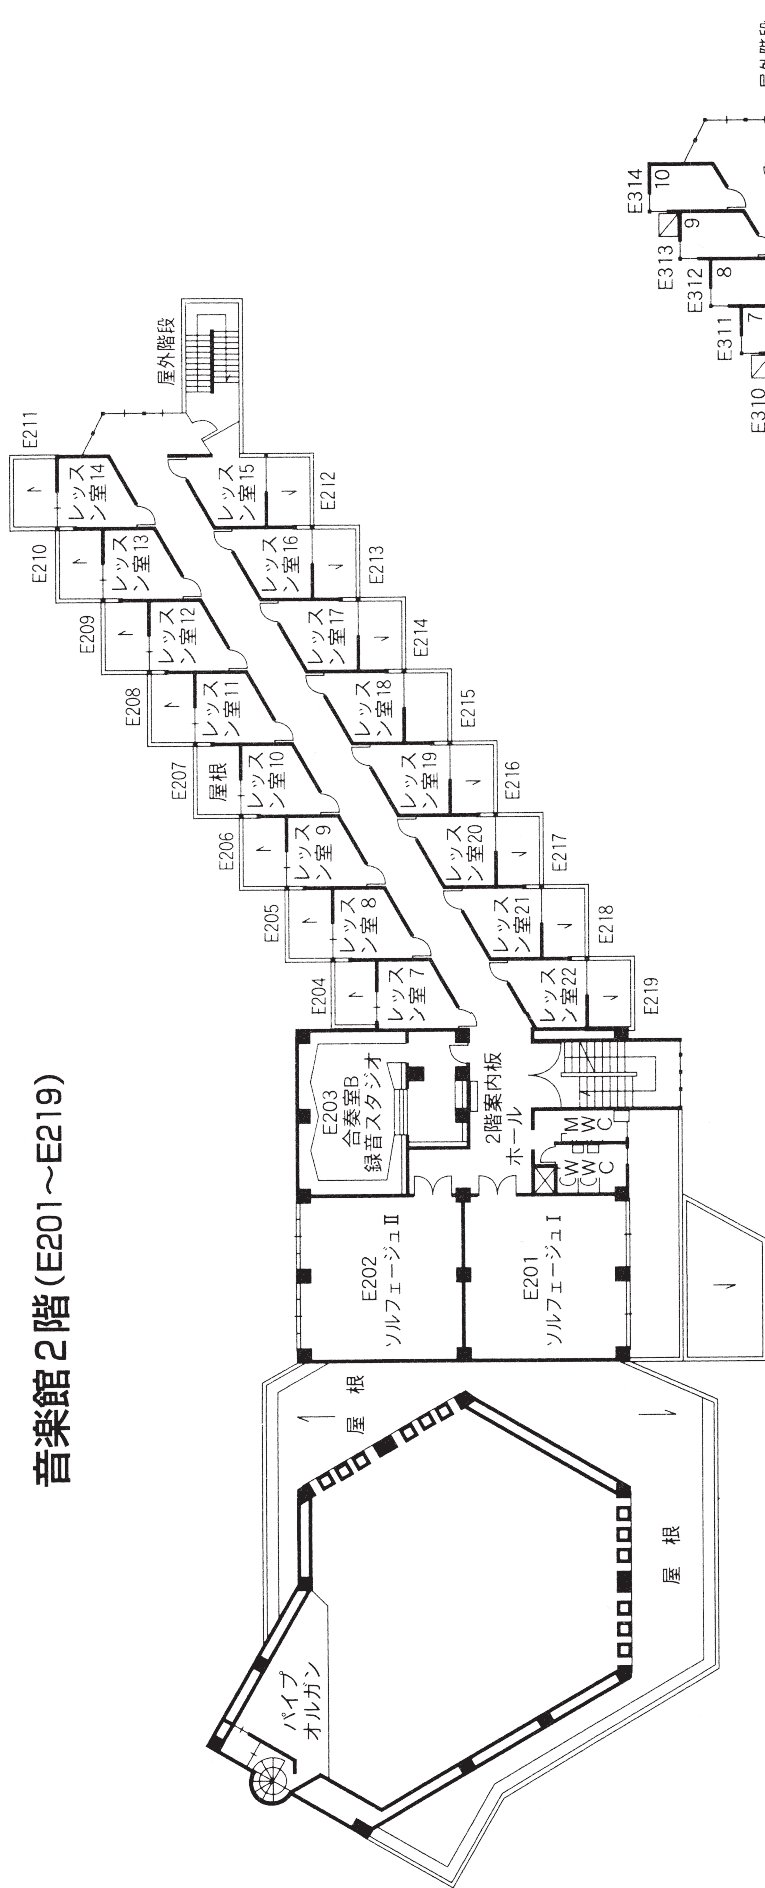 音楽館2階(E201～E219)
パイプ
オルガン
屋根
屋根
E202
ソルフェージュⅡ
E201
ソルフェージュⅠ
E203
合奏室B
録音スタジオ
2階案内板
ホール
WC
CWC
MWC
E204
レッス
ン室 7
E205
レッス
ン室 8
E206
レッス
ン室 9
E207
屋根
レッス
ン室10
E208
レッス
ン室11
E209
レッス
ン室12
E210
レッス
ン室13
E211
レッス
ン室14
屋外階段
レッス
ン室15
E212
レッス
ン室16
E213
レッス
ン室17
E214
レッス
ン室18
E215
レッス
ン室19
E216
レッス
ン室20
E217
レッス
ン室21
E218
レッス
ン室22
E219
E310
E311
7
E312
8
E313
9
E314
10